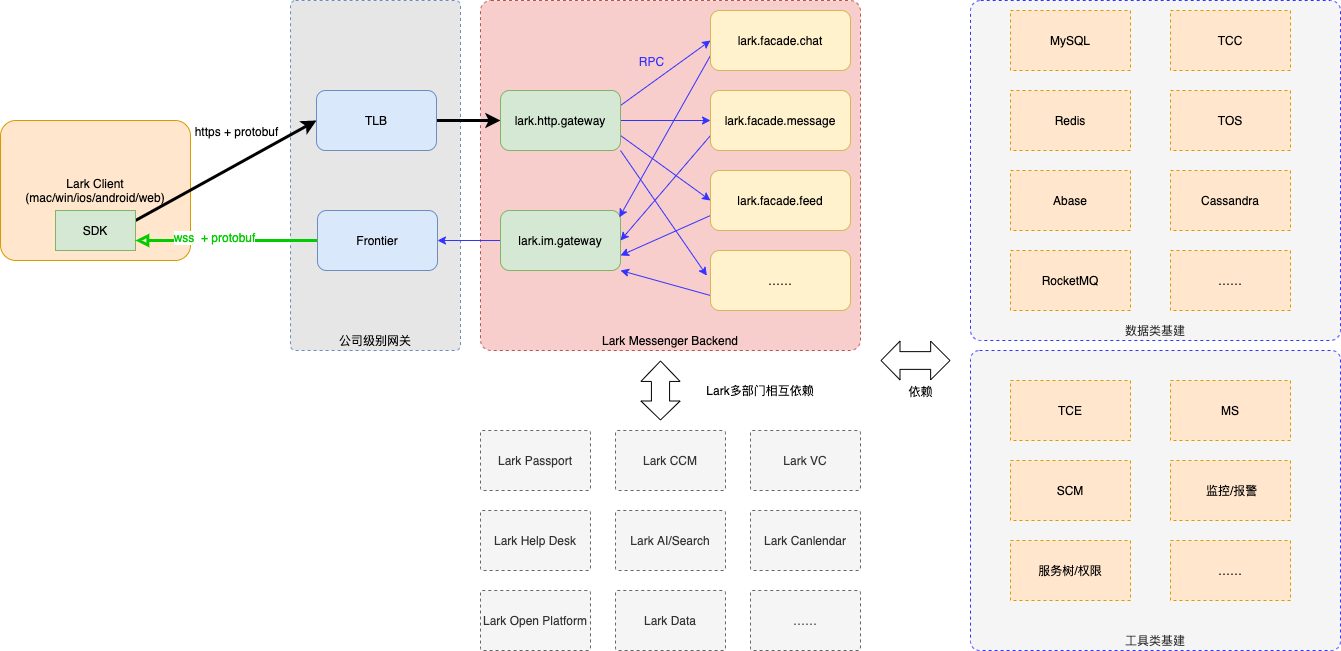 Lark Client
(mac/win/ios/android/web)
SDK
https + protobuf
wss + protobuf
TLB
Frontier
公司级别网关
lark.http.gateway
lark.im.gateway
RPC
lark.facade.chat
lark.facade.message
lark.facade.feed
......
Lark Messenger Backend
Lark多部门相互依赖
依赖
Lark Passport
Lark CCM
Lark VC
Lark Help Desk
Lark AI/Search
Lark Canlendar
Lark Open Platform
Lark Data
......
MySQL
TCC
Redis
TOS
Abase
Cassandra
RocketMQ
......
数据类基建
TCE
MS
SCM
监控/报警
服务树/权限
......
工具类基建